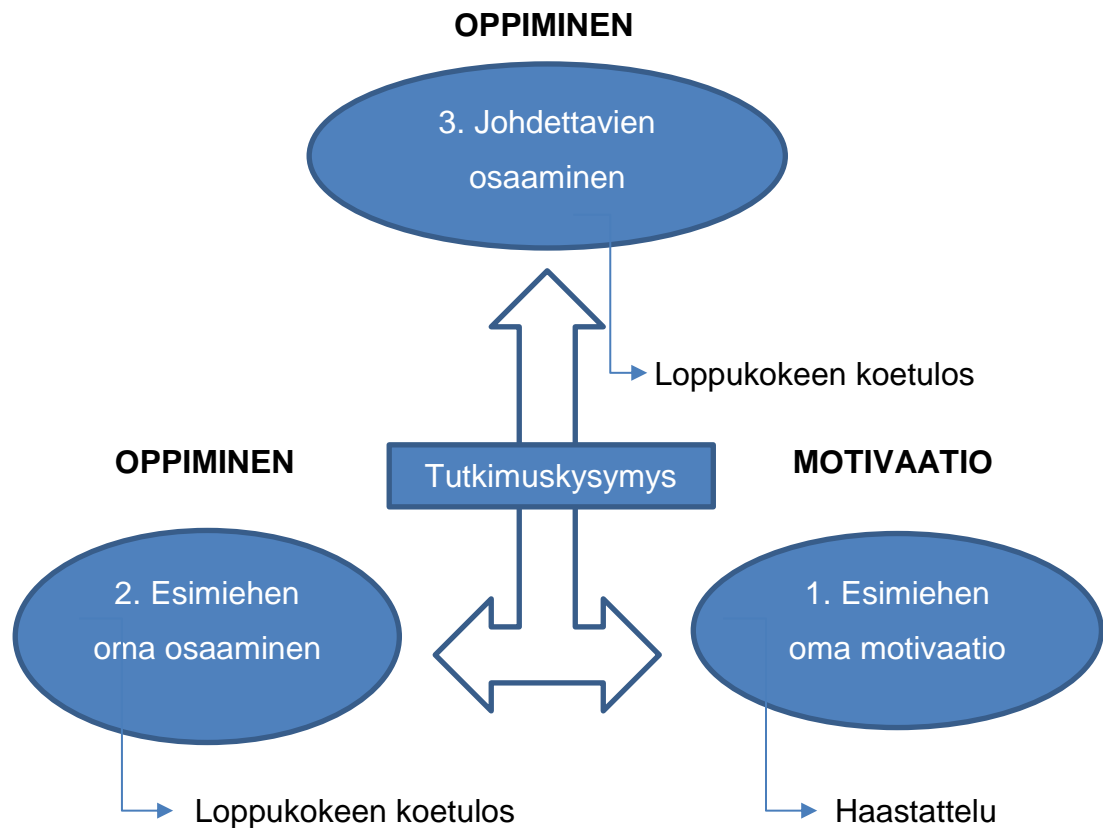 OPPIMINEN
3. Johdettavien
osaaminen
Loppukokeen koetulos
OPPIMINEN
Tutkimuskysymys
MOTIVAATIO
2. Esimiehen
orna osaaminen
1. Esimiehen
oma motivaatio
Loppukokeen koetulos
Haastattelu